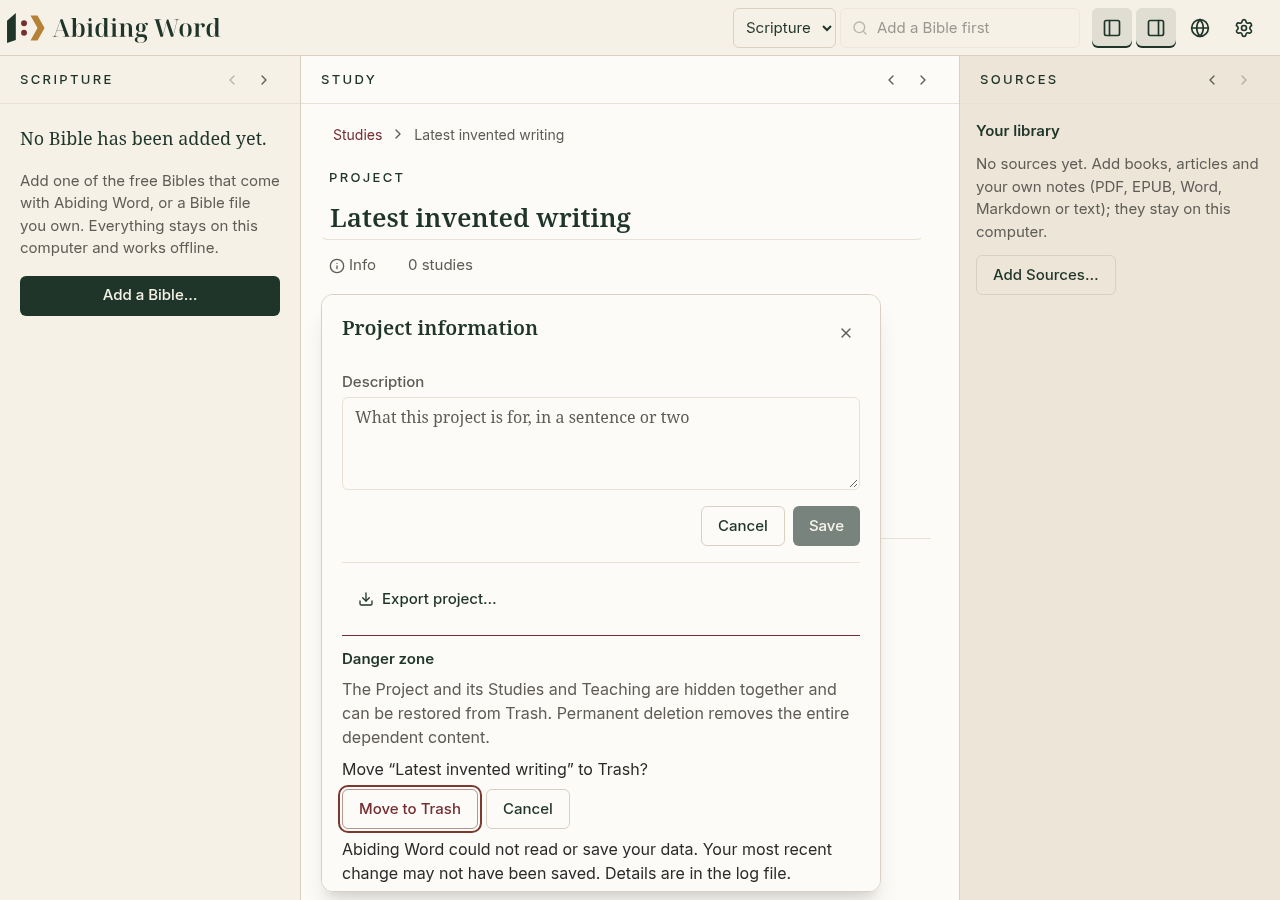 Abiding Word
Scripture
Add a Bible first
SCRIPTURE
No Bible has been added yet.
Add one of the free Bibles that come
with Abiding Word, or a Bible file
you own. Everything stays on this
computer and works offline.
Add a Bible…
STUDY
Studies
Latest invented writing
PROJECT
Latest invented writing
Info
0 studies
Project information
Description
What this project is for, in a sentence or two
Cancel
Save
Export project…
Danger zone
The Project and its Studies and Teaching are hidden together and
can be restored from Trash. Permanent deletion removes the entire
dependent content.
Move “Latest invented writing” to Trash?
Move to Trash
Cancel
Abiding Word could not read or save your data. Your most recent
change may not have been saved. Details are in the log file.
SOURCES
Your library
No sources yet. Add books, articles and
your own notes (PDF, EPUB, Word,
Markdown or text); they stay on this
computer.
Add Sources…